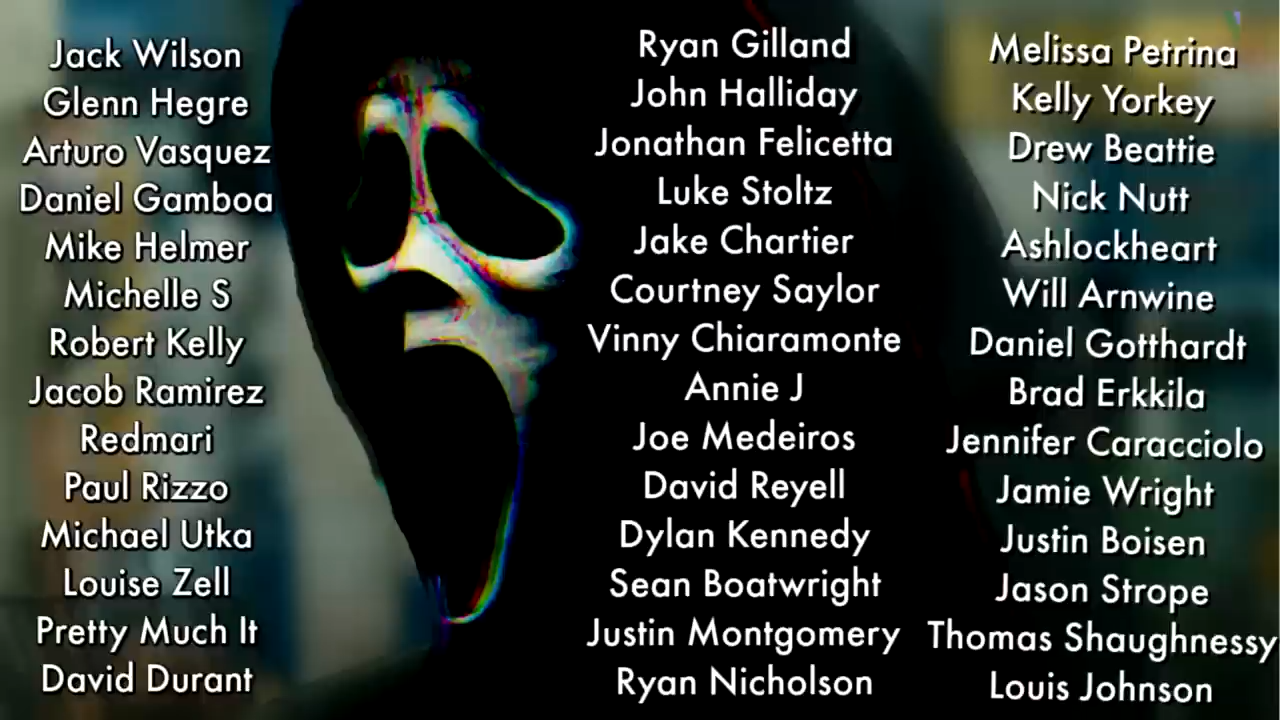 Jack Wilson
Glenn Hegre
Arturo Vasquez
Daniel Gamboa
Mike Helmer
Michelle S
Robert Kelly
Jacob Ramirez
Redmari
Paul Rizzo
Michael Utka
Louise Zell
Pretty Much It
David Durant
Ryan Gilland
John Halliday
Jonathan Felicetta
Luke Stoltz
Jake Chartier
Courtney Saylor
Vinny Chiaramonte
Annie J
Joe Medeiros
David Reyell
Dylan Kennedy
Sean Boatwright
Justin Montgomery
Ryan Nicholson
Melissa Petrina
Kelly Yorkey
Drew Beattie
Nick Nutt
Ashlockheart
Will Arnwine
Daniel Gotthardt
Brad Erkkila
Jennifer Caracciolo
Jamie Wright
Justin Boisen
Jason Strope
Thomas Shaughnessy
Louis Johnson